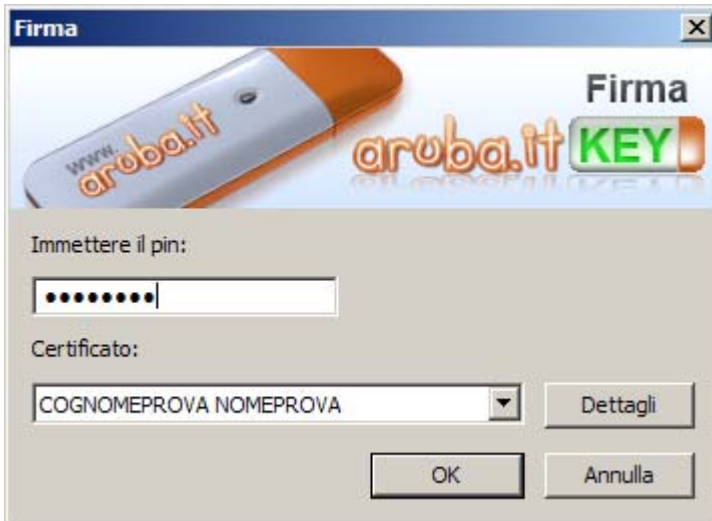 Firma
www.
aruba.it
Firma
aruba.it KEY
Immettere il pin:
••••••••
Certificato:
COGNOMEPROVA NOMEPROVA
Dettagli
OK
Annulla